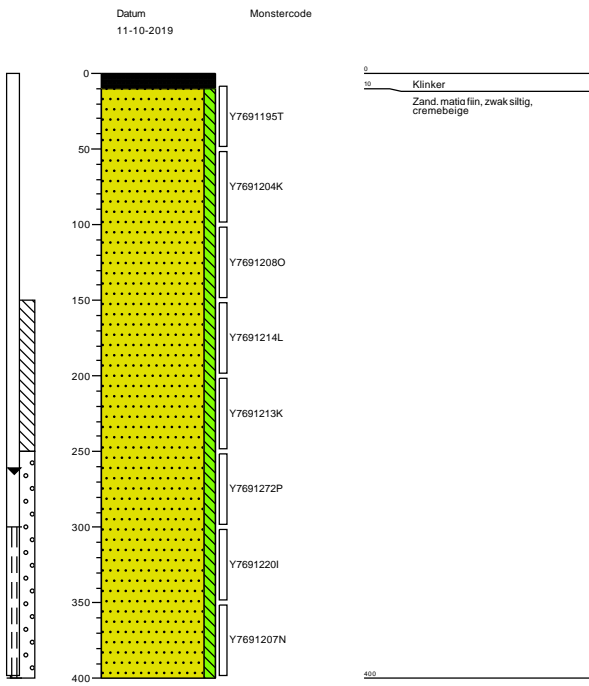 Datum
Monstercode
11-10-2019
0
50
100
150
200
250
300
350
400
Y7691195T
Y7691204K
Y7691208O
Y7691214L
Y7691213K
Y7691272P
Y7691220I
Y7691207N
0
10
Klinker
Zand, matig fijn, zwak siltig,
cremebeige
400